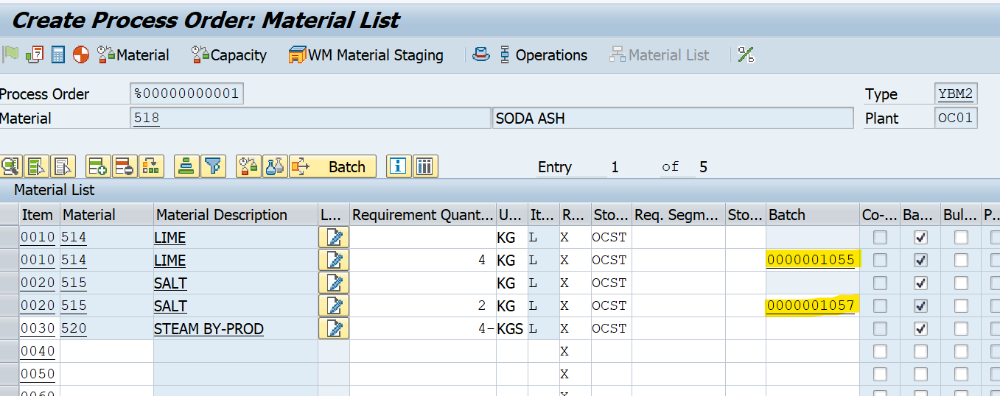 Create Process Order: Material List
Material Capacity WM Material Staging Operations Material List
Process Order %00000000001 Type YBM2
Material 518 SODA ASH Plant OC01
Batch Entry 1 of 5
Material List
Item Material Material Description L... Requirement Quant... U... It... R... Sto... Req. Segm... Sto... Batch Co-... Ba... Bul... P...
0010 514 LIME KG L X OCST
0010 514 LIME 4 KG L X OCST 0000001055
0020 515 SALT KG L X OCST
0020 515 SALT 2 KG L X OCST 0000001057
0030 520 STEAM BY-PROD 4- KGS L X OCST
0040 X
0050 X
0060 X